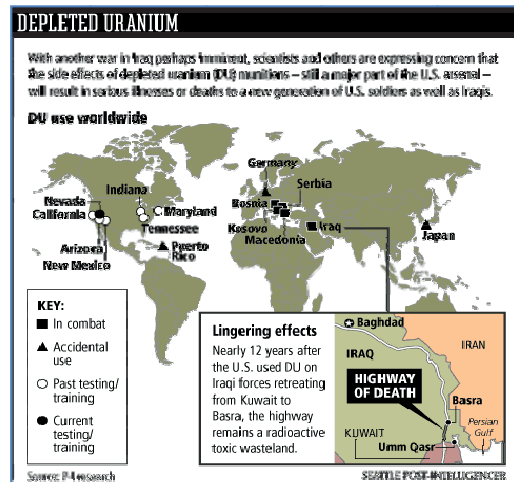 DEPLETED URANIUM
With another war in Iraq perhaps imminent, scientists and others are expressing concern that
the side effects of depleted uranium (DU) munitions – still a major part of the U.S. arsenal –
will result in serious illnesses or deaths to a new generation of U.S. soldiers as well as Iraqis.
DU use worldwide
Germany
Indiana
Serbia
Nevada
Bosnia
California
Maryland
Iraq
Tennessee
Kosovo
Japan
Macedonia
Arizona
Puerto
Rico
New Mexico
KEY:
In combat
Accidental
use
Past testing/
training
Current
testing/
training
Lingering effects
Nearly 12 years after
the U.S. used DU on
Iraqi forces retreating
from Kuwait to
Basra, the highway
remains a radioactive
toxic wasteland.
Baghdad
IRAN
IRAQ
HIGHWAY
OF DEATH
Basra
Persian
Gulf
KUWAIT
Umm Qasr
Source: P-I research
SEATTLE POST-INTELLIGENCER